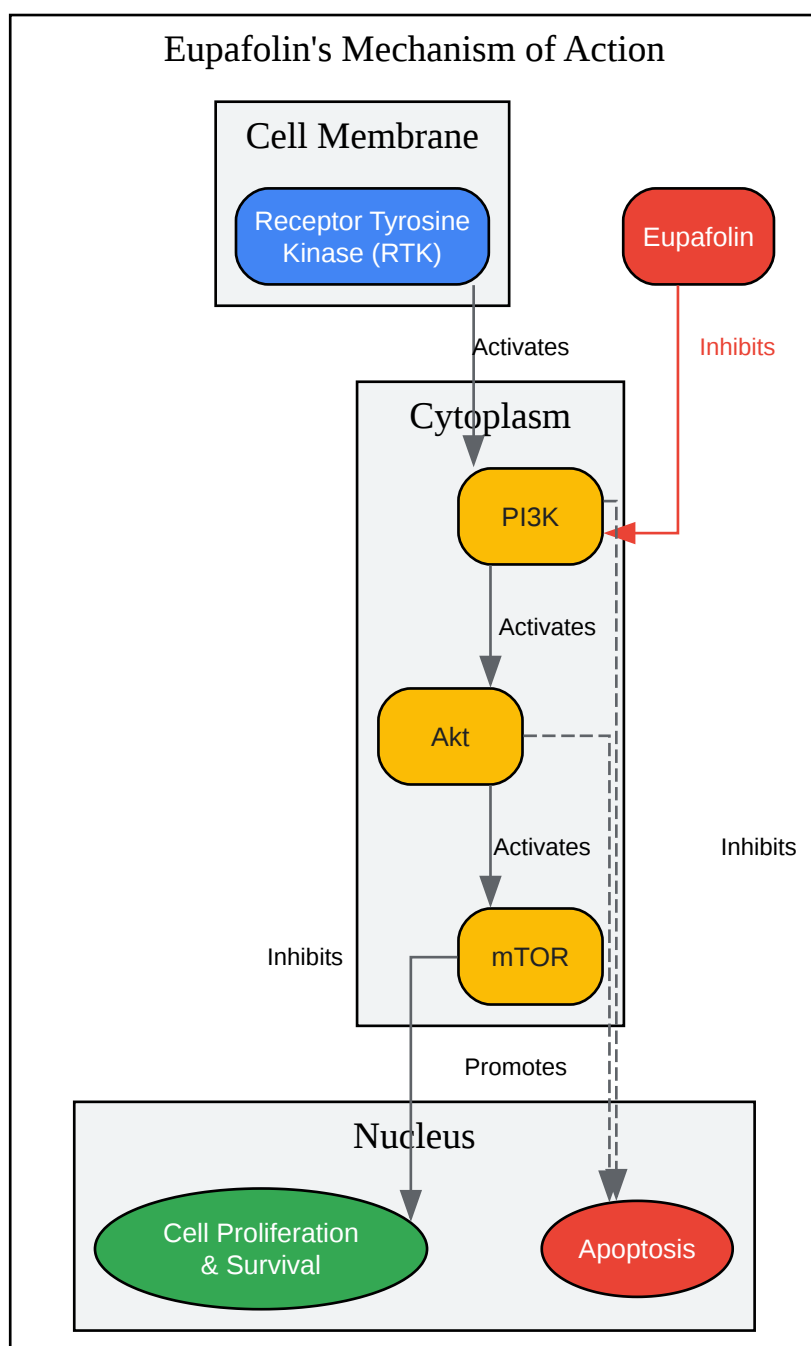 Eupafolin's Mechanism of Action
Cell Membrane
Receptor Tyrosine
Kinase (RTK)
Eupafolin
Activates
Inhibits
Cytoplasm
PI3K
Activates
Akt
Activates
Inhibits
mTOR
Inhibits
Promotes
Nucleus
Cell Proliferation
& Survival
Apoptosis